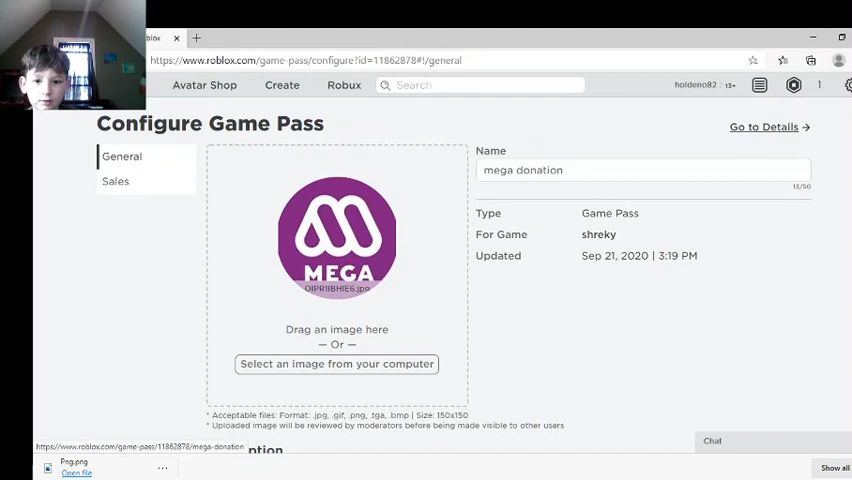 blox
https://www.roblox.com/game-pass/configure?id=11862878#!/general
Avatar Shop Create Robux Search holdeno82 : 13+ 1
Configure Game Pass
Go to Details →
General
Sales
Name
mega donation
13/50
Type Game Pass
For Game shreky
Updated Sep 21, 2020 | 3:19 PM
MEGA
OIPR1IBHIE6.jpg
Drag an image here
— Or —
Select an image from your computer
* Acceptable files: Format: .jpg, .gif, .png, .tga, .bmp | Size: 150x150
* Uploaded image will be reviewed by moderators before being made visible to other users
https://www.roblox.com/game-pass/11862878/mega-donation
ption
Chat
Png.png
Open file
...
Show all